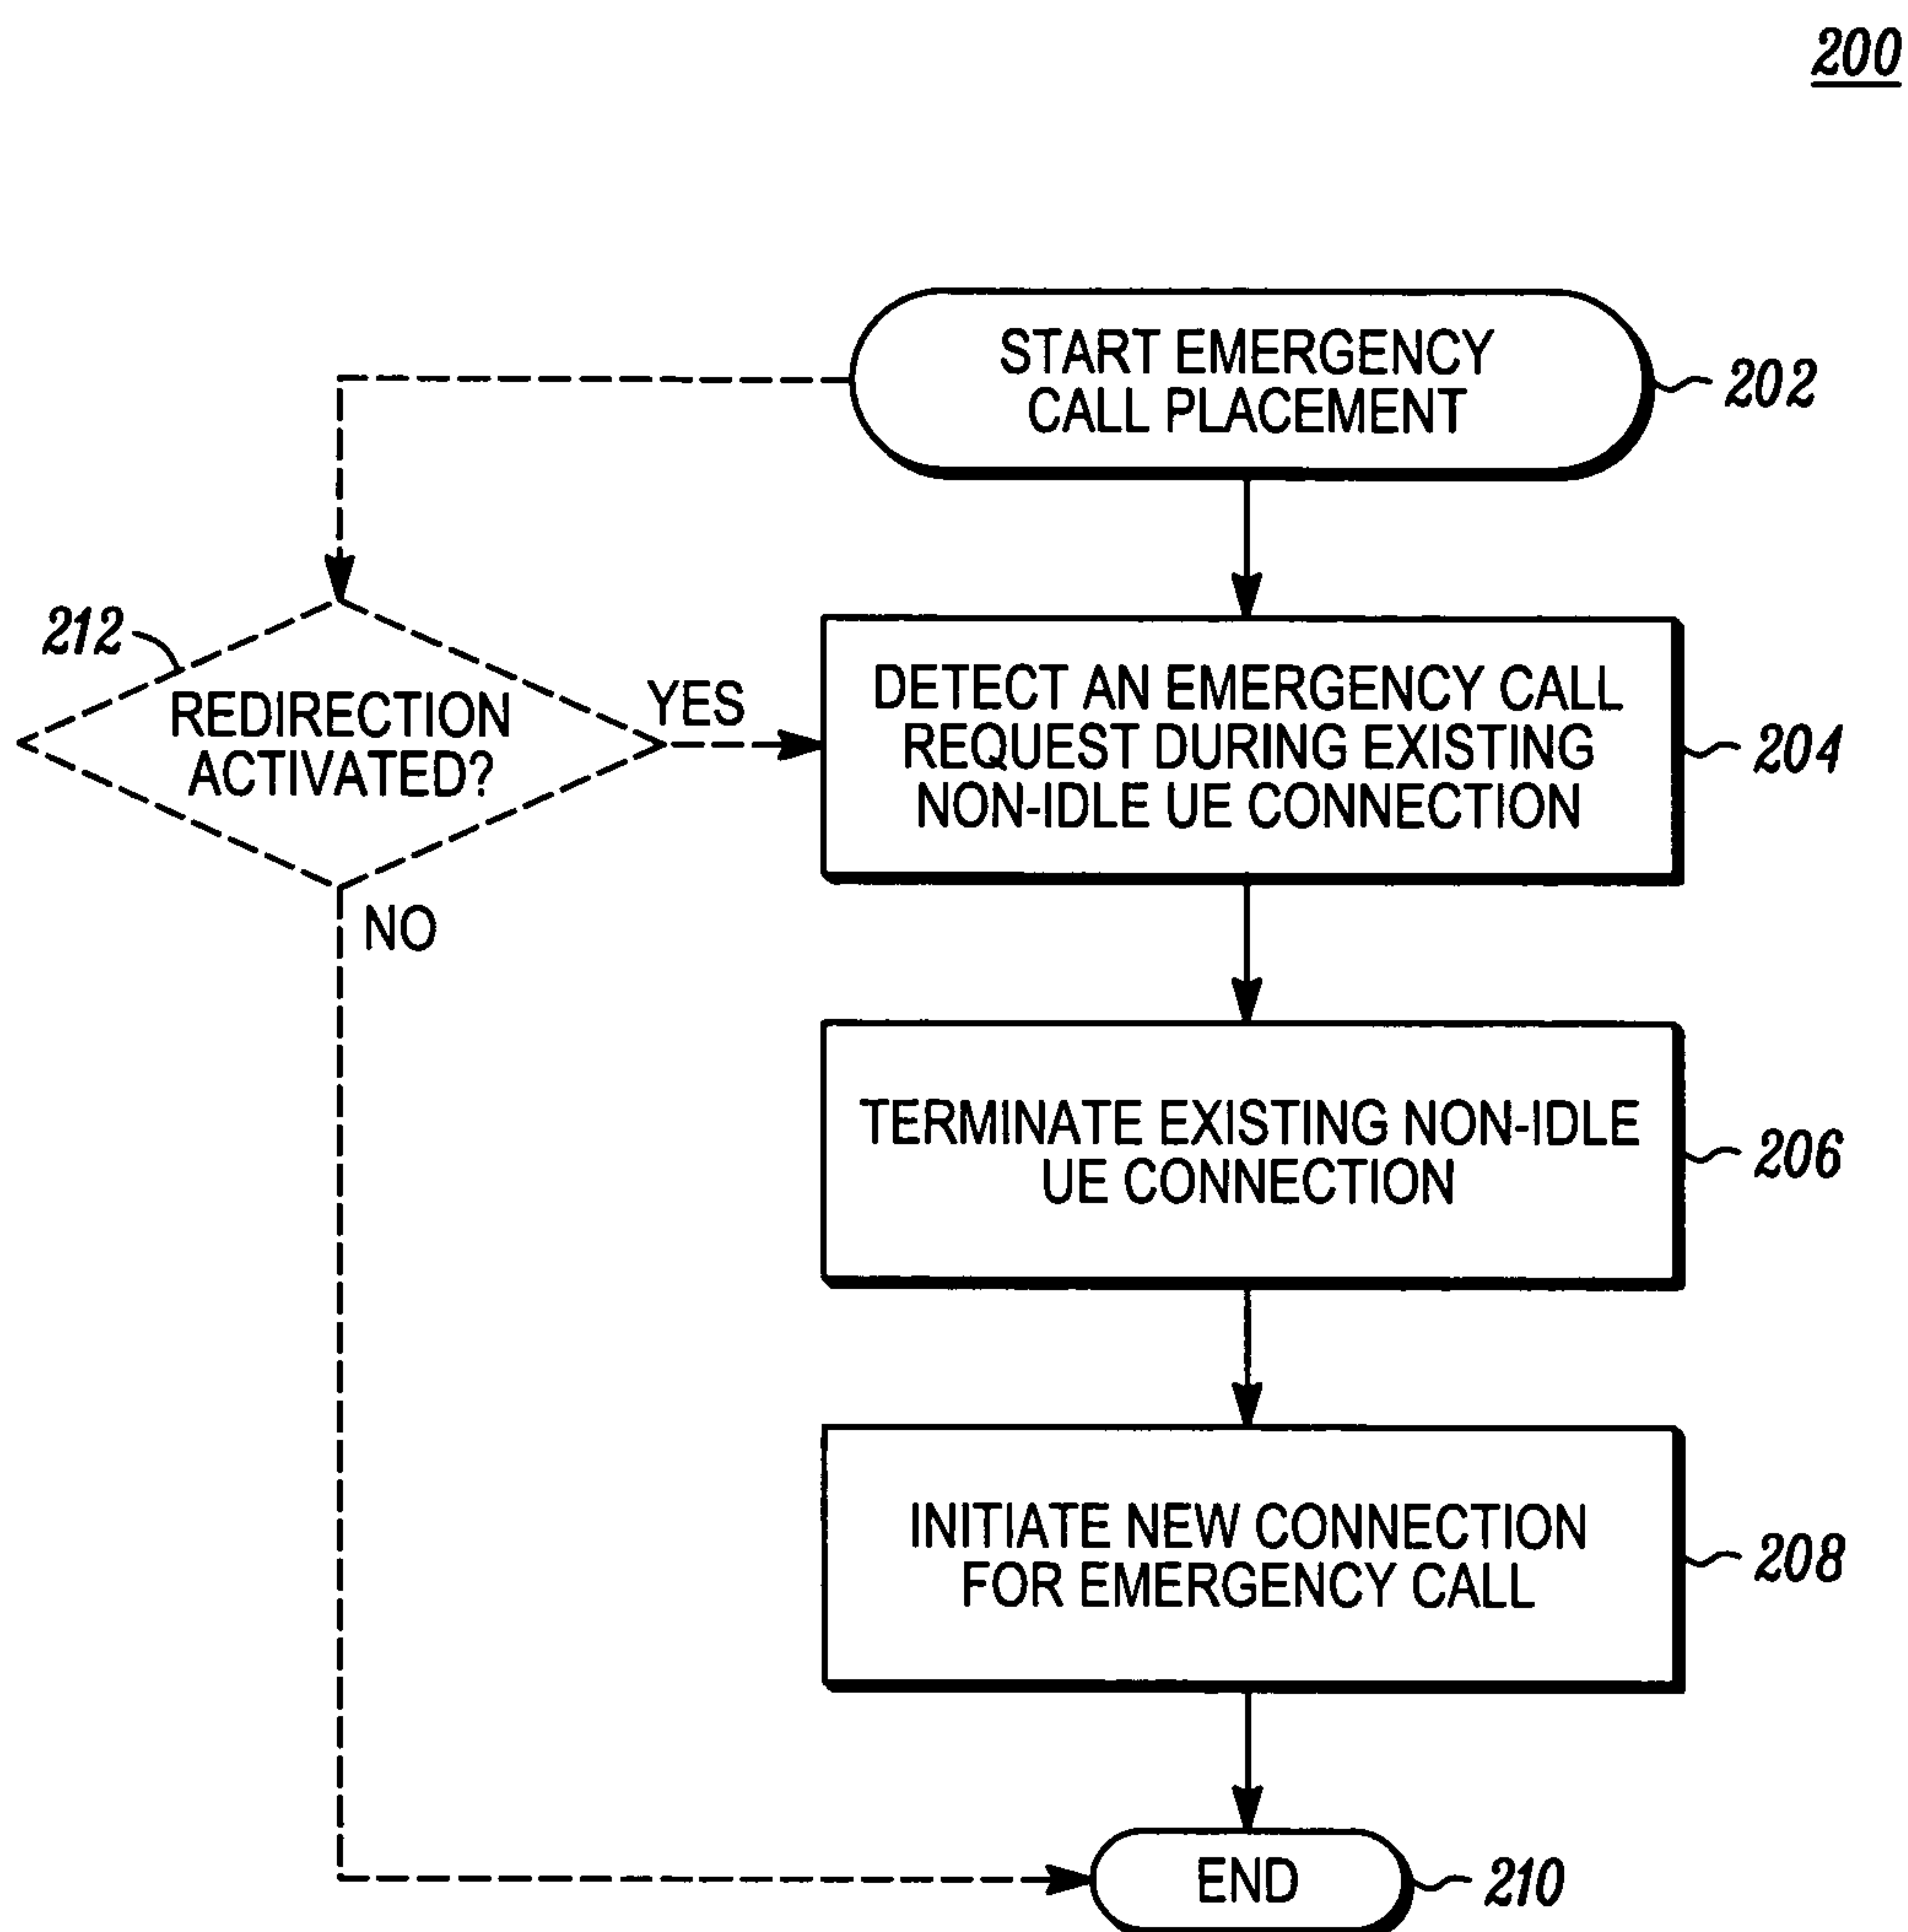 200
START EMERGENCY
CALL PLACEMENT
202
212
REDIRECTION
ACTIVATED?
YES
NO
DETECT AN EMERGENCY CALL
REQUEST DURING EXISTING
NON-IDLE UE CONNECTION
204
TERMINATE EXISTING NON-IDLE
UE CONNECTION
206
INITIATE NEW CONNECTION
FOR EMERGENCY CALL
208
END
210